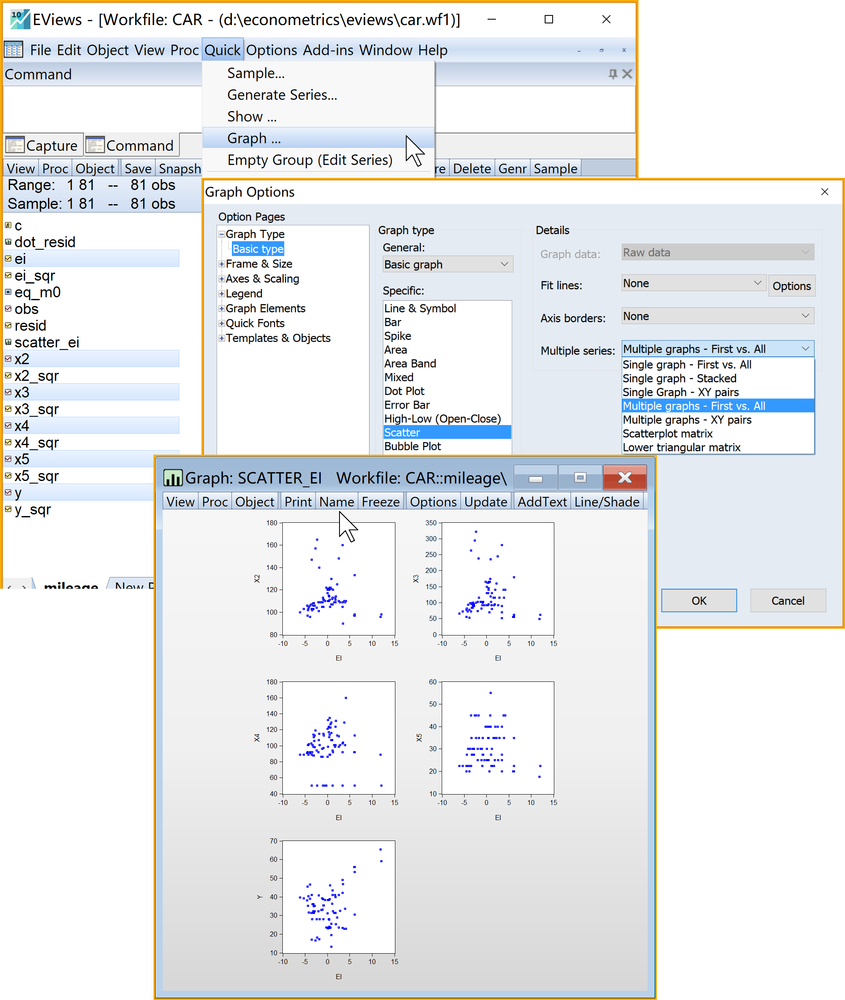 10 EViews - [Workfile: CAR - (d:\econometrics\eviews\car.wf1)]
File Edit Object View Proc Quick Options Add-ins Window Help
Command
Sample...
Generate Series...
Show ...
Graph ...
Empty Group (Edit Series)
Capture Command
View Proc Object Save Snapsh re Delete Genr Sample
Range: 1 81 -- 81 obs
Sample: 1 81 -- 81 obs
c
dot_resid
ei
ei_sqr
eq_m0
obs
resid
scatter_ei
x2
x2_sqr
x3
x3_sqr
x4
x4_sqr
x5
x5_sqr
y
y_sqr
mileage New P
Graph Options
Option Pages
Graph Type
Basic type
Frame & Size
Axes & Scaling
Legend
Graph Elements
Quick Fonts
Templates & Objects
Graph type
General:
Basic graph
Specific:
Line & Symbol
Bar
Spike
Area
Area Band
Mixed
Dot Plot
Error Bar
High-Low (Open-Close)
Scatter
Bubble Plot
Details
Graph data: Raw data
Fit lines: None Options
Axis borders: None
Multiple series: Multiple graphs - First vs. All
Single graph - First vs. All
Single graph - Stacked
Single Graph - XY pairs
Multiple graphs - First vs. All
Multiple graphs - XY pairs
Scatterplot matrix
Lower triangular matrix
OK Cancel
Graph: SCATTER_EI Workfile: CAR::mileage\
View Proc Object Print Name Freeze Options Update AddText Line/Shade
180
160
140
120
100
80
X2
-10 -5 0 5 10 15
EI
350
300
250
200
150
100
50
0
X3
-10 -5 0 5 10 15
EI
180
160
140
120
100
80
60
40
X4
-10 -5 0 5 10 15
EI
60
50
40
30
20
10
X5
-10 -5 0 5 10 15
EI
70
60
50
40
30
20
10
Y
-10 -5 0 5 10 15
EI